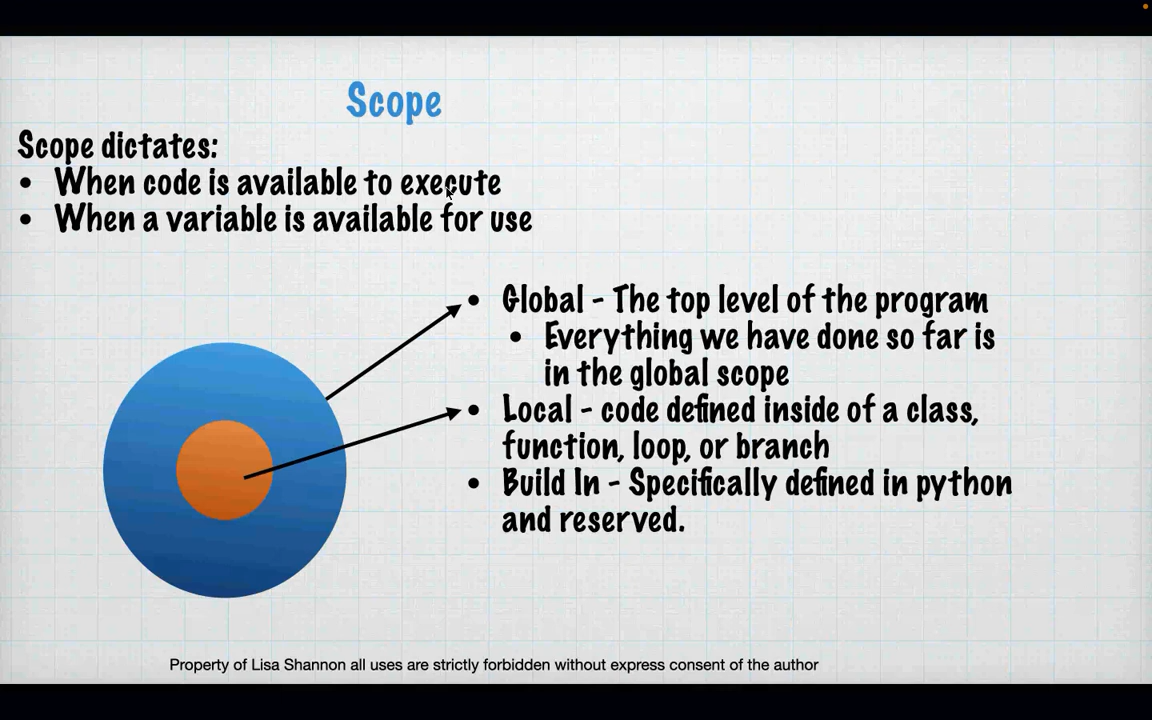 Scope
Scope dictates:
• When code is available to execute
• When a variable is available for use
• Global - The top level of the program
• Everything we have done so far is
in the global scope
• Local - code defined inside of a class,
function, loop, or branch
• Build In - Specifically defined in python
and reserved.
Property of Lisa Shannon all uses are strictly forbidden without express consent of the author